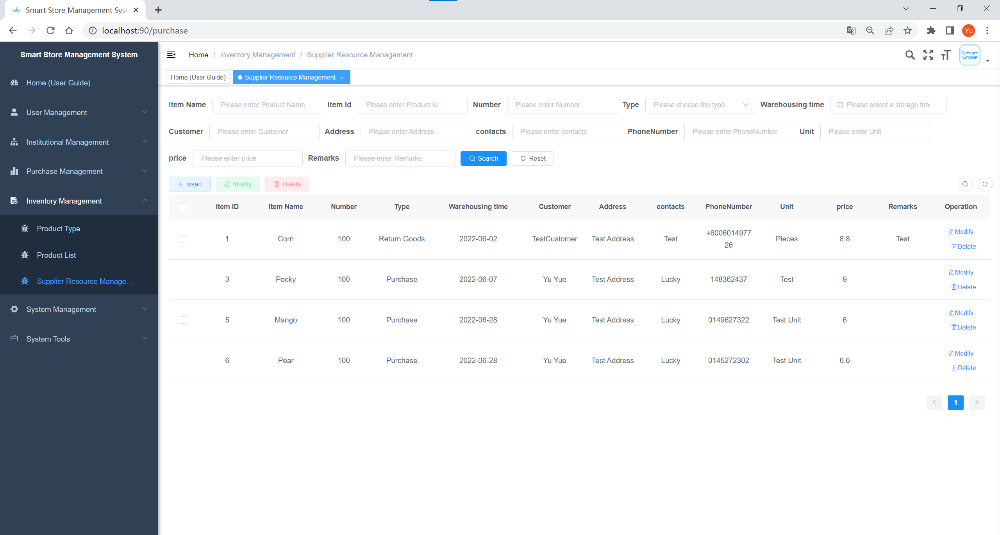 Smart Store Management Syst
localhost:90/purchase
Yu
Smart Store Management System
Home / Inventory Management / Supplier Resource Management
Smart Store
Home (User Guide)
Supplier Resource Management ×
Home (User Guide)
User Management
Institutional Management
Purchase Management
Inventory Management
Product Type
Product List
Supplier Resource Manage...
System Management
System Tools
Item Name Please enter Product Name Item Id Please enter Product Id Number Please enter Number Type Please choose the type Warehousing time Please select a storage tim
Customer Please enter Customer Address Please enter Address contacts Please enter contacts PhoneNumber Please enter PhoneNumber Unit Please enter Unit
price Please enter price Remarks Please enter Remarks Search Reset
+ Insert Modify Delete
Item ID Item Name Number Type Warehousing time Customer Address contacts PhoneNumber Unit price Remarks Operation
1 Corn 100 Return Goods 2022-06-02 TestCustomer Test Address Test +600601497726 Pieces 8.8 Test Modify Delete
3 Pocky 100 Purchase 2022-06-07 Yu Yue Test Address Lucky 148362437 Test 9 Modify Delete
5 Mango 100 Purchase 2022-06-28 Yu Yue Test Address Lucky 0149627322 Test Unit 6 Modify Delete
6 Pear 100 Purchase 2022-06-28 Yu Yue Test Address Lucky 0145272302 Test Unit 6.6 Modify Delete
1